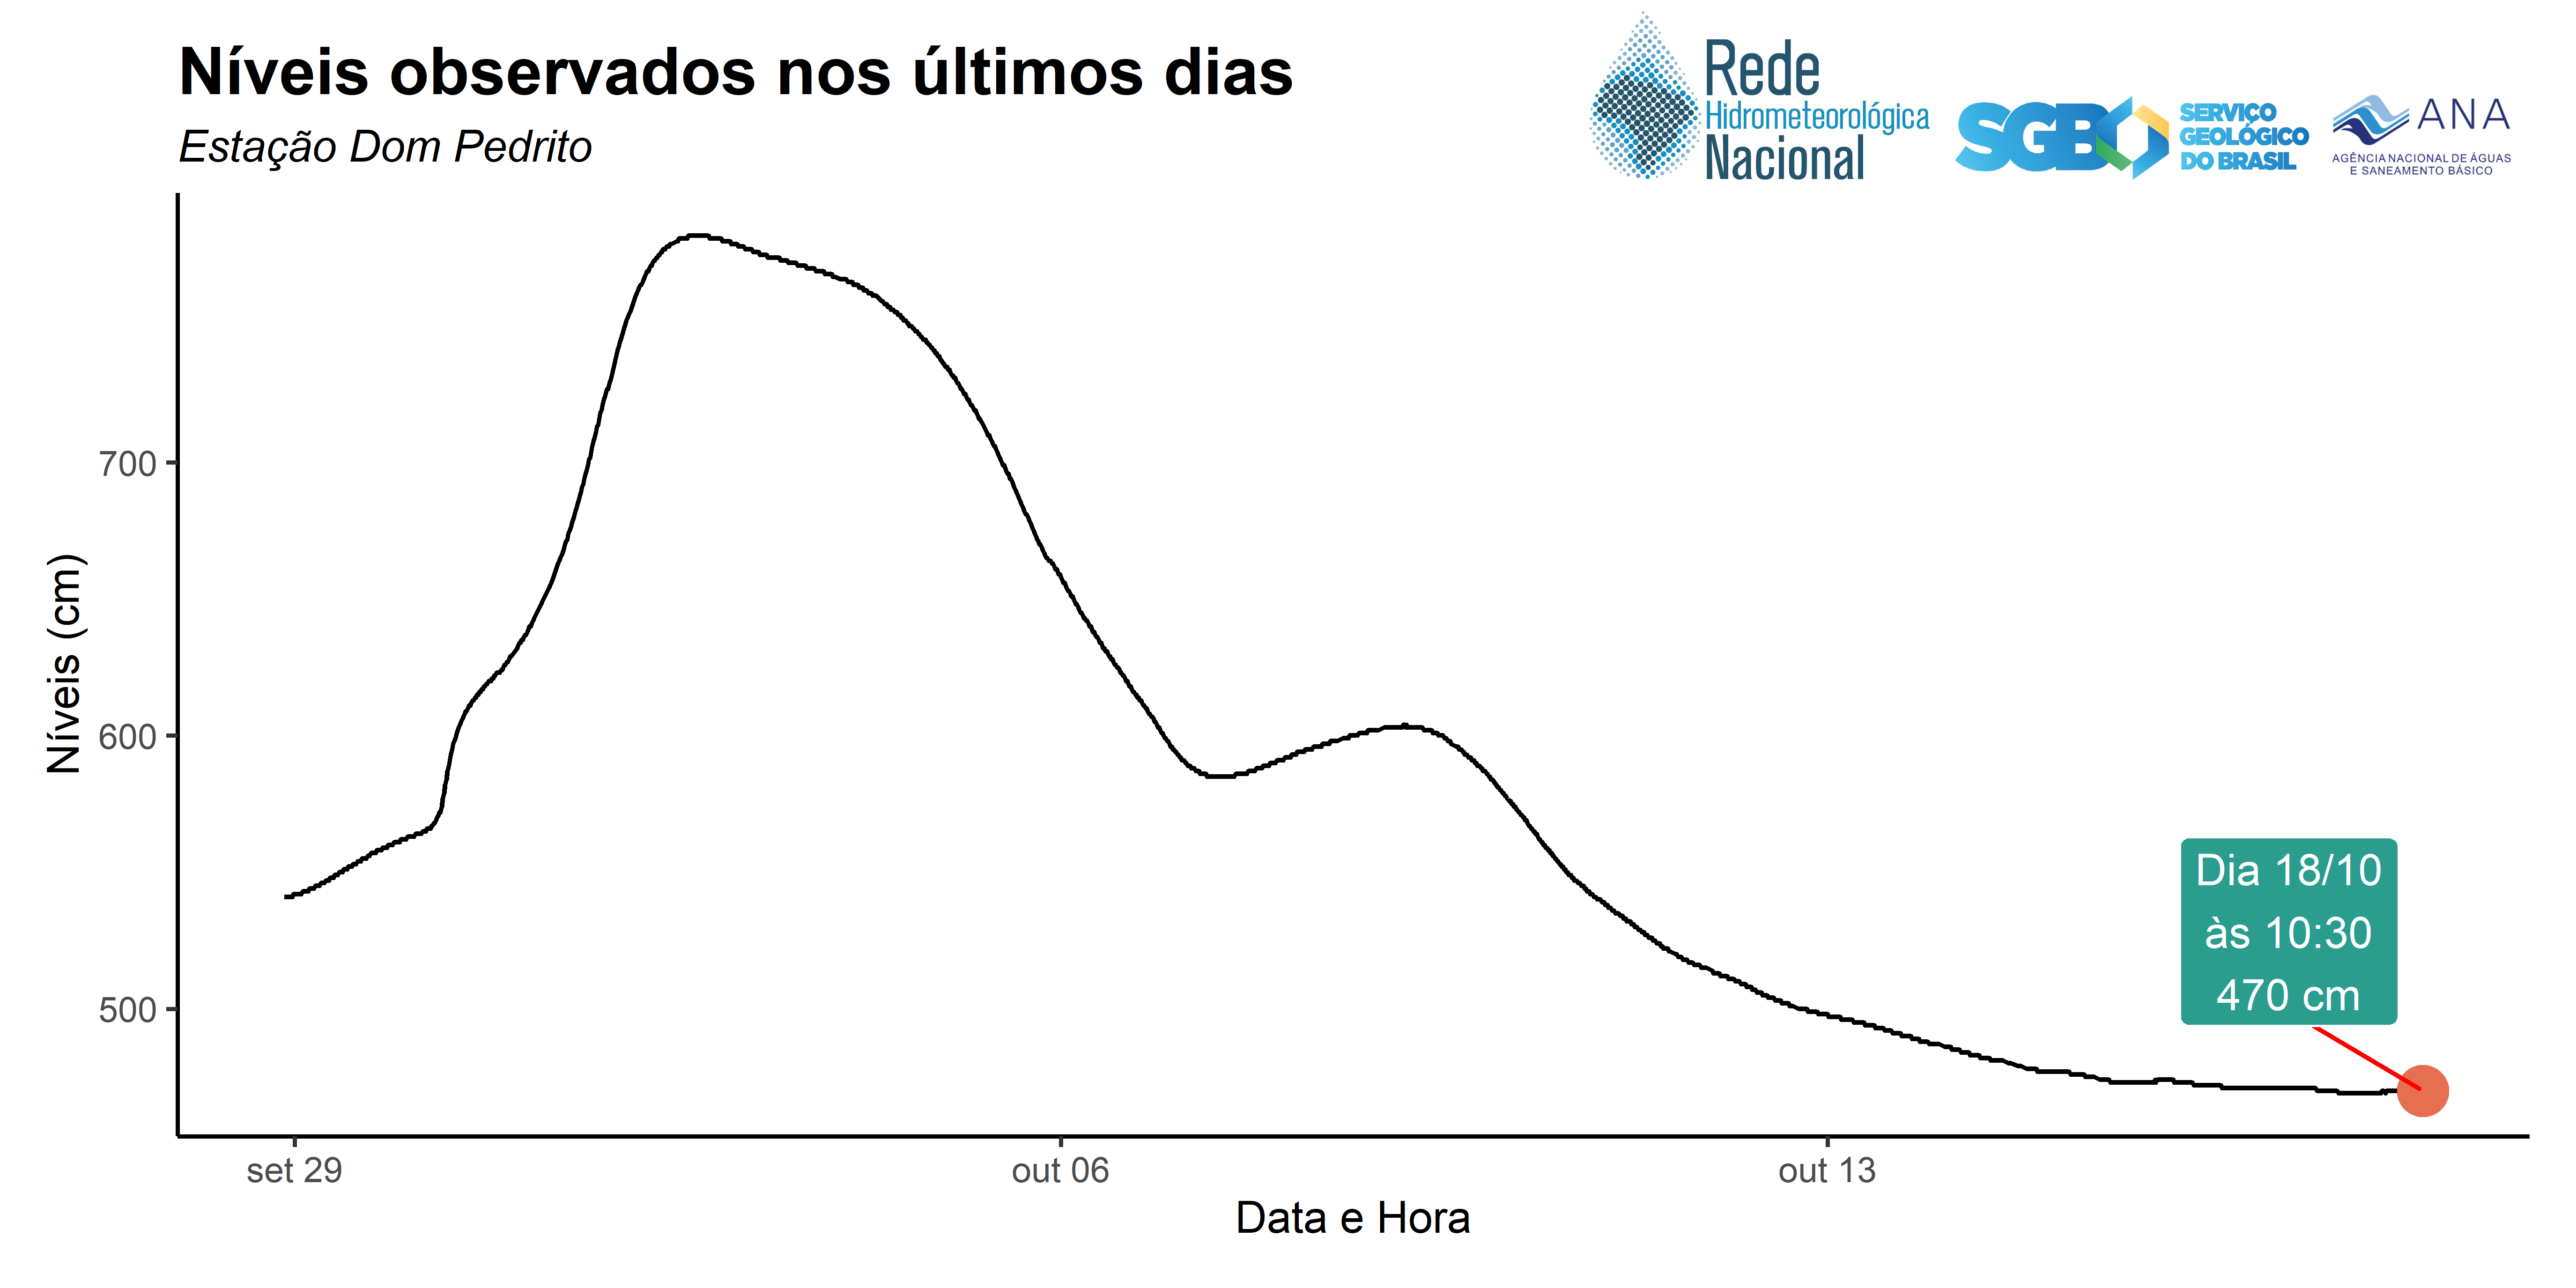 Níveis observados nos últimos dias
Estação Dom Pedrito
Rede
Hidrometeorológica
Nacional
SGB
SERVIÇO
GEOLÓGICO
DO BRASIL
ANA
AGÊNCIA NACIONAL DE ÁGUAS
E SANEAMENTO BÁSICO
Níveis (cm)
700
600
500
Dia 18/10
às 10:30
470 cm
set 29
out 06
out 13
Data e Hora